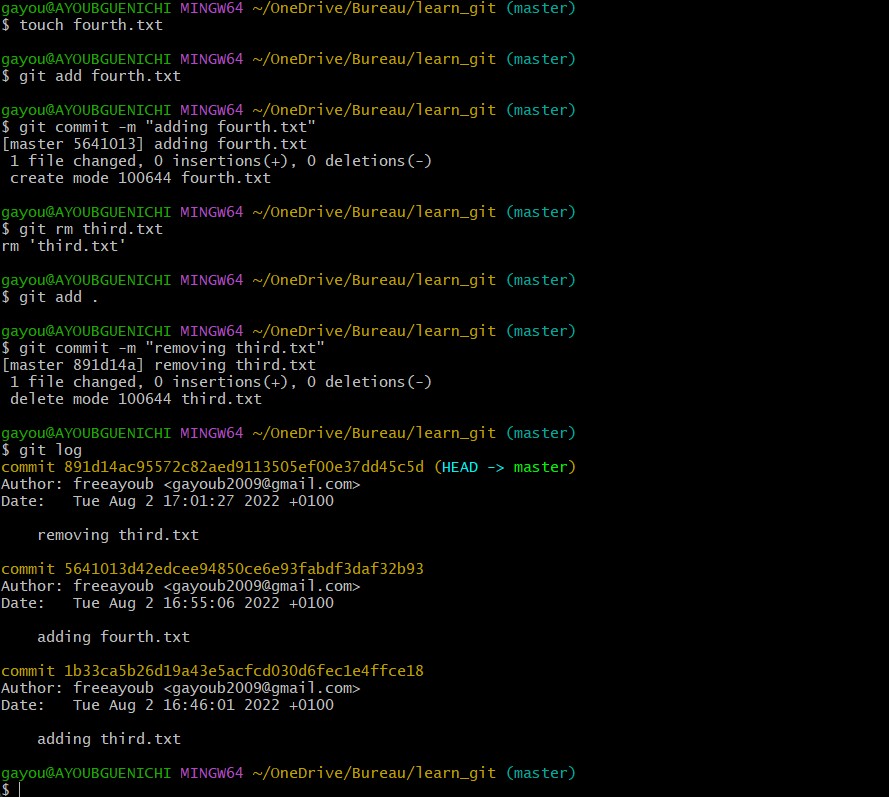 gayou@AYOUBGUENICHI MINGW64 ~/OneDrive/Bureau/learn_git (master)
$ touch fourth.txt
gayou@AYOUBGUENICHI MINGW64 ~/OneDrive/Bureau/learn_git (master)
$ git add fourth.txt
gayou@AYOUBGUENICHI MINGW64 ~/OneDrive/Bureau/learn_git (master)
$ git commit -m "adding fourth.txt"
[master 5641013] adding fourth.txt
 1 file changed, 0 insertions(+), 0 deletions(-)
 create mode 100644 fourth.txt
gayou@AYOUBGUENICHI MINGW64 ~/OneDrive/Bureau/learn_git (master)
$ git rm third.txt
rm 'third.txt'
gayou@AYOUBGUENICHI MINGW64 ~/OneDrive/Bureau/learn_git (master)
$ git add .
gayou@AYOUBGUENICHI MINGW64 ~/OneDrive/Bureau/learn_git (master)
$ git commit -m "removing third.txt"
[master 891d14a] removing third.txt
 1 file changed, 0 insertions(+), 0 deletions(-)
 delete mode 100644 third.txt
gayou@AYOUBGUENICHI MINGW64 ~/OneDrive/Bureau/learn_git (master)
$ git log
commit 891d14ac95572c82aed9113505ef00e37dd45c5d (HEAD -> master)
Author: freeayoub <gayoub2009@gmail.com>
Date:   Tue Aug 2 17:01:27 2022 +0100
    removing third.txt
commit 5641013d42edcee94850ce6e93fabdf3daf32b93
Author: freeayoub <gayoub2009@gmail.com>
Date:   Tue Aug 2 16:55:06 2022 +0100
    adding fourth.txt
commit 1b33ca5b26d19a43e5acfcd030d6fec1e4ffce18
Author: freeayoub <gayoub2009@gmail.com>
Date:   Tue Aug 2 16:46:01 2022 +0100
    adding third.txt
gayou@AYOUBGUENICHI MINGW64 ~/OneDrive/Bureau/learn_git (master)
$